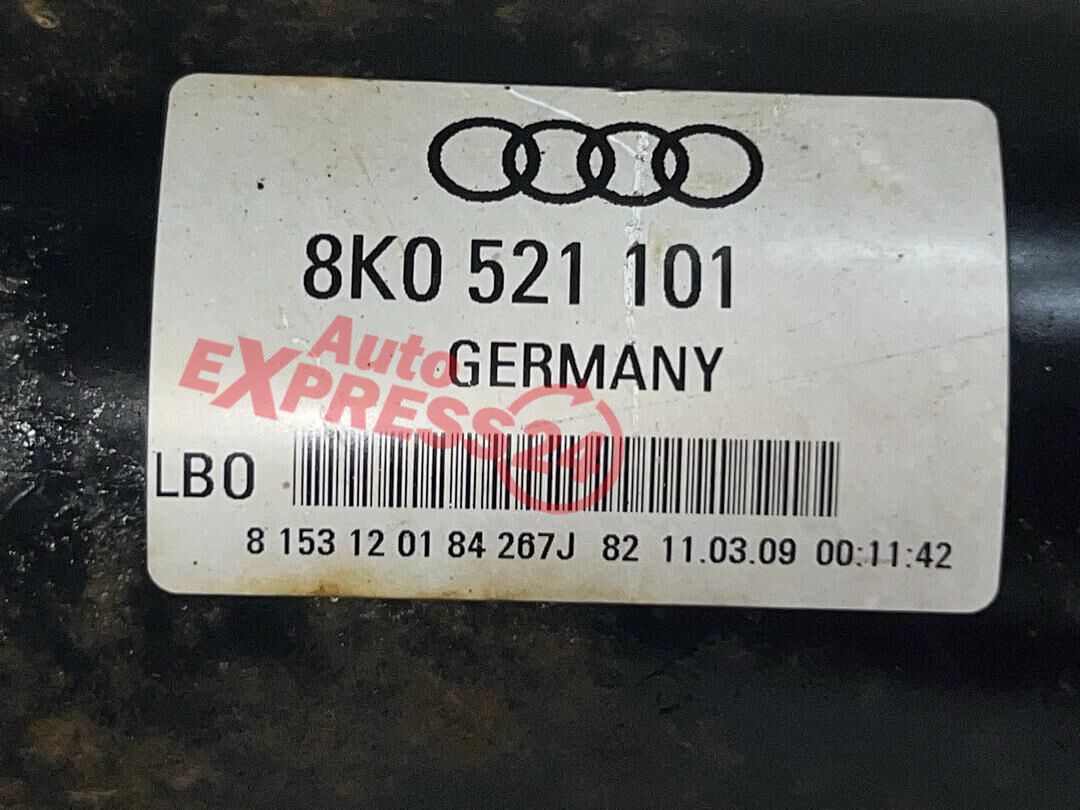 8K0 521 101
GERMANY
Auto
EXPRESS24
LB0
8 153 12 01 84 267J 82 11.03.09 00:11:42